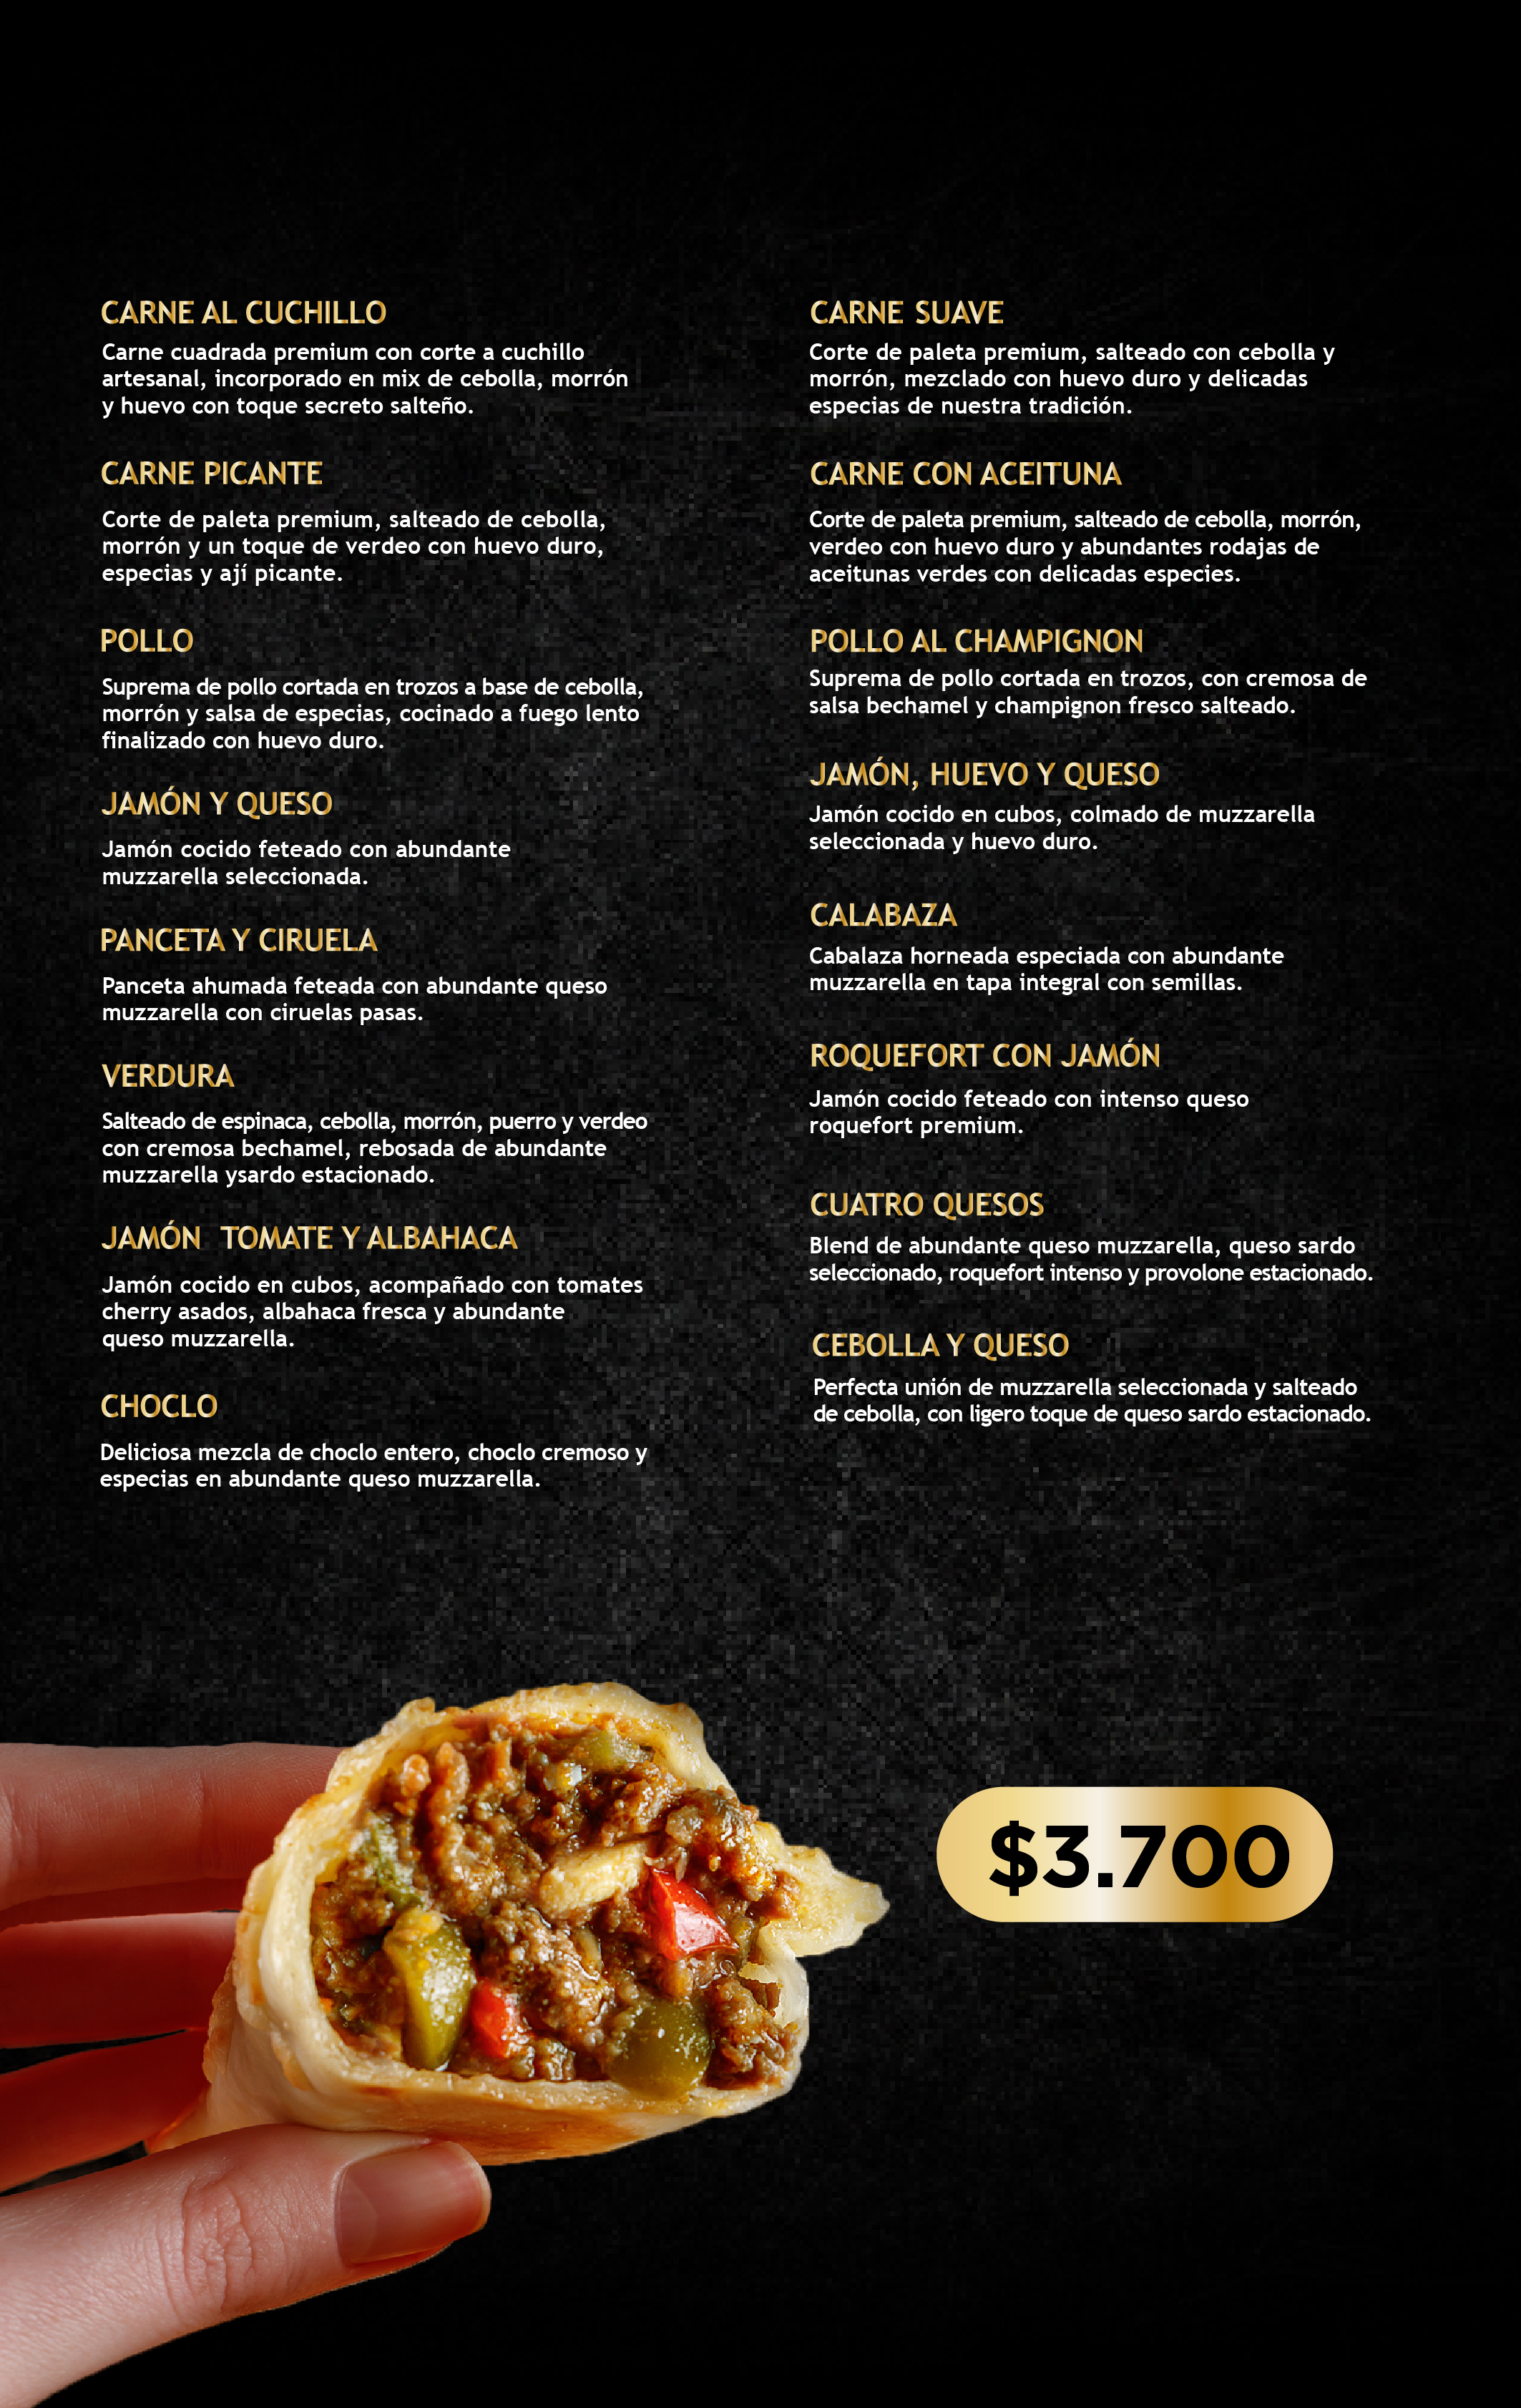 CARNE AL CUCHILLO
Carne cuadrada premium con corte a cuchillo
artesanal, incorporado en mix de cebolla, morrón
y huevo con toque secreto salteño.
CARNE PICANTE
Corte de paleta premium, salteado de cebolla,
morrón y un toque de verdeo con huevo duro,
especias y ají picante.
POLLO
Suprema de pollo cortada en trozos a base de cebolla,
morrón y salsa de especias, cocinado a fuego lento
finalizado con huevo duro.
JAMÓN Y QUESO
Jamón cocido feteado con abundante
muzzarella seleccionada.
PANCETA Y CIRUELA
Panceta ahumada feteada con abundante queso
muzzarella con ciruelas pasas.
VERDURA
Salteado de espinaca, cebolla, morrón, puerro y verdeo
con cremosa bechamel, rebosada de abundante
muzzarella ysardo estacionado.
JAMÓN TOMATE Y ALBAHACA
Jamón cocido en cubos, acompañado con tomates
cherry asados, albahaca fresca y abundante
queso muzzarella.
CHOCLO
Deliciosa mezcla de choclo entero, choclo cremoso y
especias en abundante queso muzzarella.
CARNE SUAVE
Corte de paleta premium, salteado con cebolla y
morrón, mezclado con huevo duro y delicadas
especias de nuestra tradición.
CARNE CON ACEITUNA
Corte de paleta premium, salteado de cebolla, morrón,
verdeo con huevo duro y abundantes rodajas de
aceitunas verdes con delicadas especies.
POLLO AL CHAMPIGNON
Suprema de pollo cortada en trozos, con cremosa de
salsa bechamel y champignon fresco salteado.
JAMÓN, HUEVO Y QUESO
Jamón cocido en cubos, colmado de muzzarella
seleccionada y huevo duro.
CALABAZA
Cabalaza horneada especiada con abundante
muzzarella en tapa integral con semillas.
ROQUEFORT CON JAMÓN
Jamón cocido feteado con intenso queso
roquefort premium.
CUATRO QUESOS
Blend de abundante queso muzzarella, queso sardo
seleccionado, roquefort intenso y provolone estacionado.
CEBOLLA Y QUESO
Perfecta unión de muzzarella seleccionada y salteado
de cebolla, con ligero toque de queso sardo estacionado.
$3.700